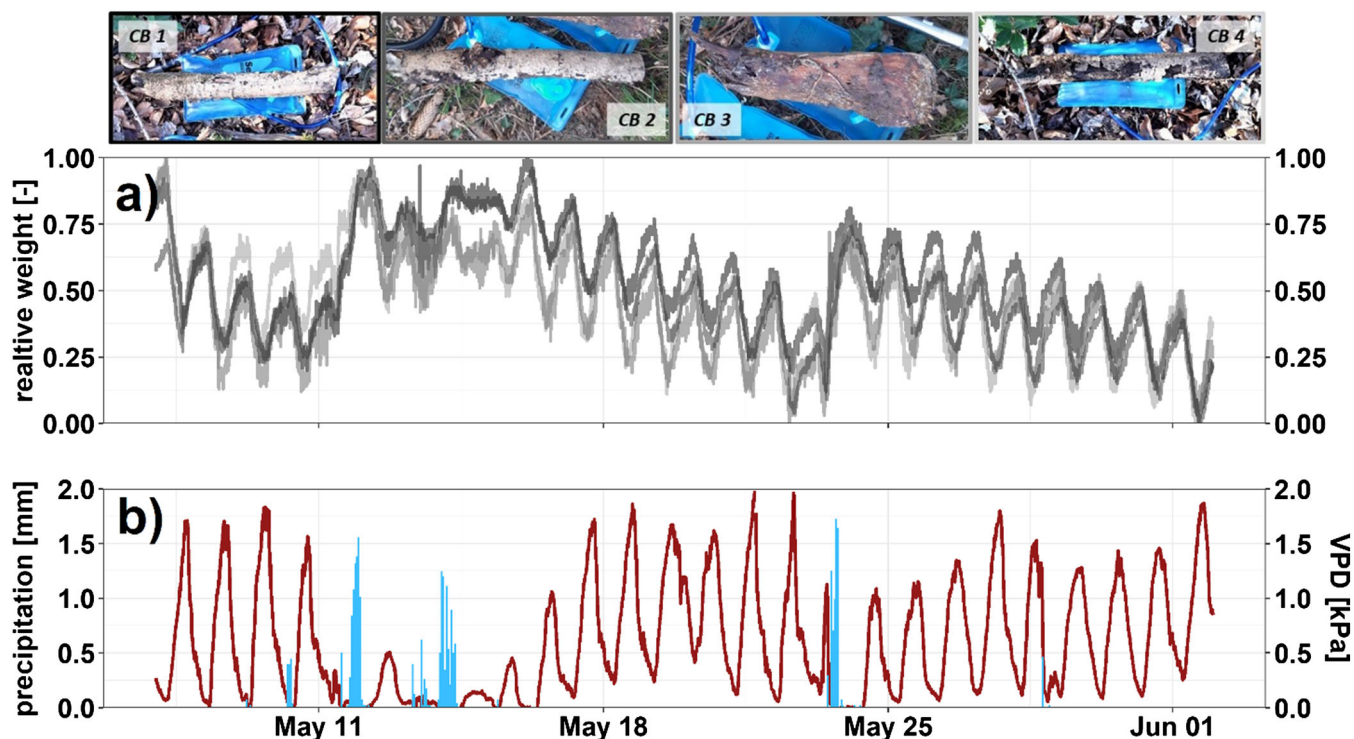 CB 1
CB 2
CB 3
CB 4
a)
realtive weight [-]
1.00
0.75
0.50
0.25
0.00
1.00
0.75
0.50
0.25
0.00
b)
precipitation [mm]
2.0
1.5
1.0
0.5
0.0
2.0
1.5
1.0
0.5
0.0
VPD [kPa]
May 11
May 18
May 25
Jun 01